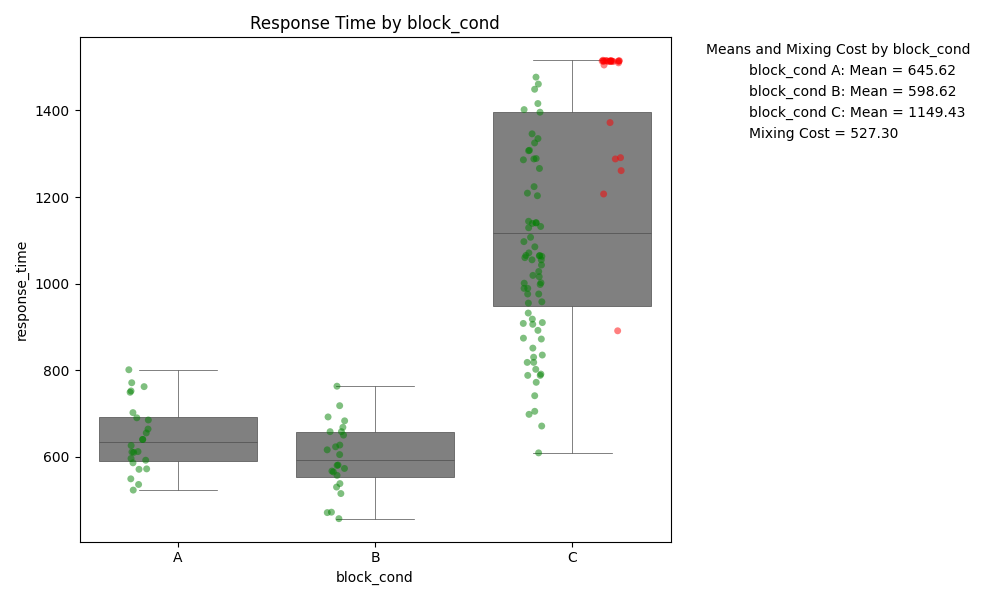 Response Time by block_cond
Means and Mixing Cost by block_cond
block_cond A: Mean = 645.62
block_cond B: Mean = 598.62
block_cond C: Mean = 1149.43
Mixing Cost = 527.30
response_time
1400
1200
1000
800
600
A
B
C
block_cond